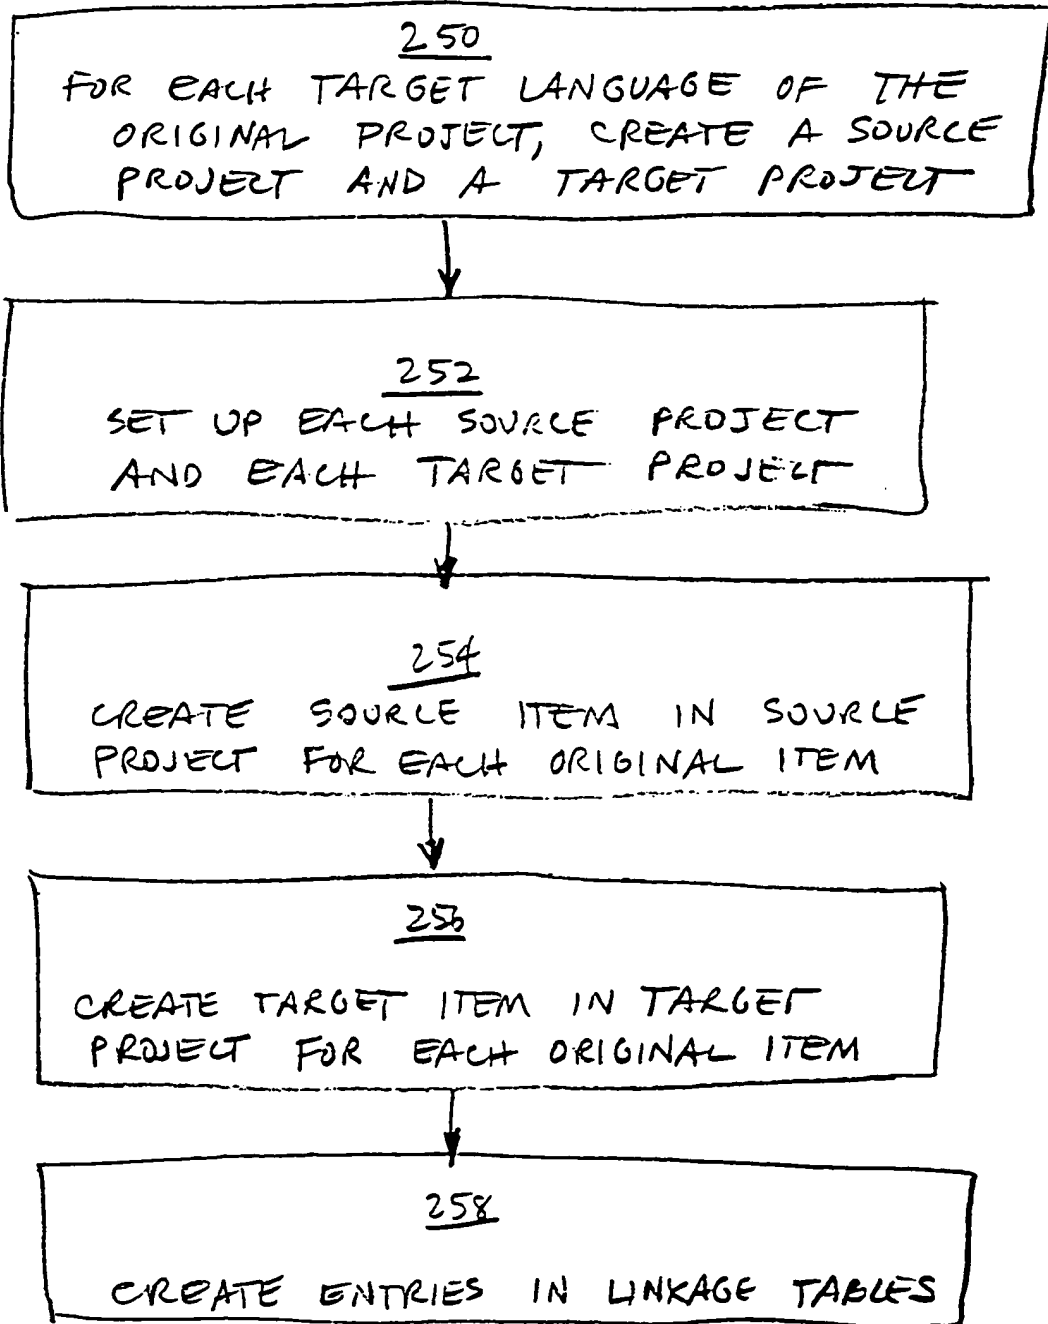 250
FOR EACH TARGET LANGUAGE OF THE
ORIGINAL PROJECT, CREATE A SOURCE
PROJECT AND A TARGET PROJECT
252
SET UP EACH SOURCE PROJECT
AND EACH TARGET PROJECT
254
CREATE SOURCE ITEM IN SOURCE
PROJECT FOR EACH ORIGINAL ITEM
256
CREATE TARGET ITEM IN TARGET
PROJECT FOR EACH ORIGINAL ITEM
258
CREATE ENTRIES IN LINKAGE TABLES